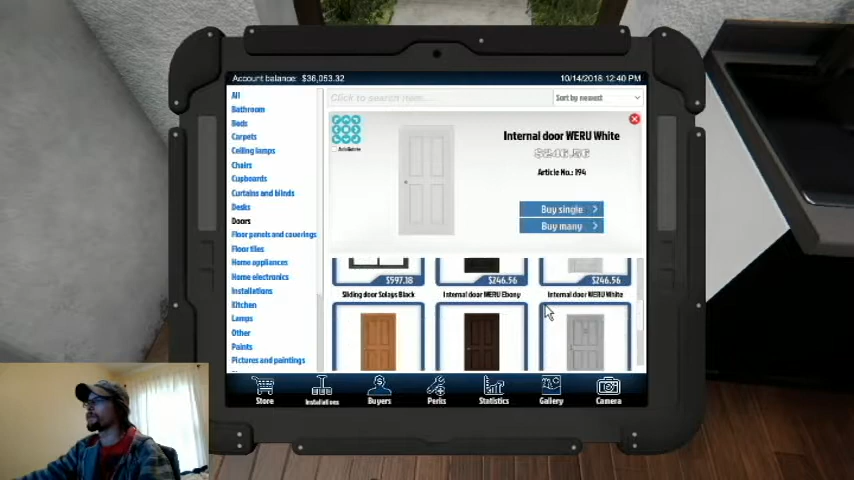 Account balance: $36,053.32
10/14/2018 12:40 PM
All
Bathroom
Beds
Carpets
Ceiling lamps
Chairs
Cupboards
Curtains and blinds
Desks
Doors
Floor panels and coverings
Floor tiles
Home appliances
Home electronics
Installations
Kitchen
Lamps
Other
Paints
Pictures and paintings
Click to search item...
Sort by nearest
Internal door WERU White
$246.56
Article No.: 194
Buy single
Buy many
$597.18
$246.56
$246.56
Sliding door Solays Black
Internal door WERU Ebony
Internal door WERU White
Store
Installations
Buyers
Perks
Statistics
Gallery
Camera